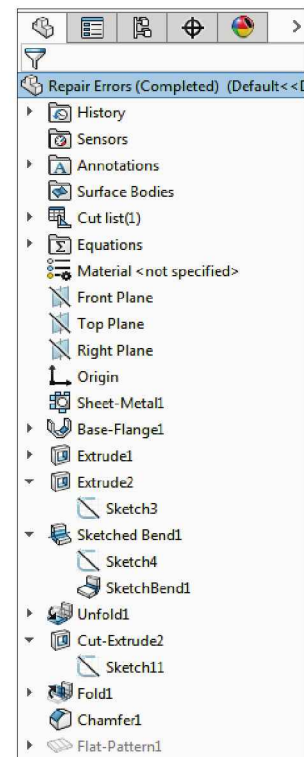 Repair Errors (Completed) (Default<<D
History
Sensors
A Annotations
Surface Bodies
Cut list(1)
Σ Equations
Material <not specified>
Front Plane
Top Plane
Right Plane
Origin
Sheet-Metal1
Base-Flange1
Extrude1
Extrude2
Sketch3
Sketched Bend1
Sketch4
SketchBend1
Unfold1
Cut-Extrude2
Sketch11
Fold1
Chamfer1
Flat-Pattern1